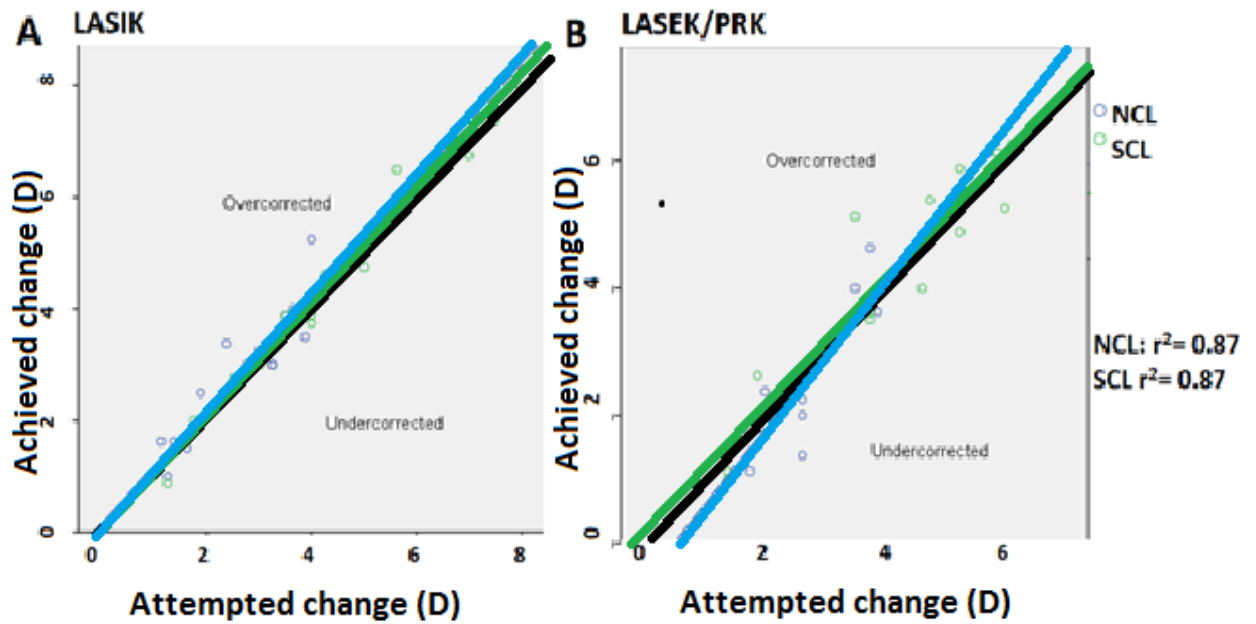 A LASIK
Achieved change (D)
8
6
4
2
0
Overcorrected
Undercorrected
0 2 4 6 8
Attempted change (D)
B LASEK/PRK
Achieved change (D)
6
4
2
0
Overcorrected
Undercorrected
0 2 4 6
Attempted change (D)
NCL
SCL
NCL: r²= 0.87
SCL r²= 0.87